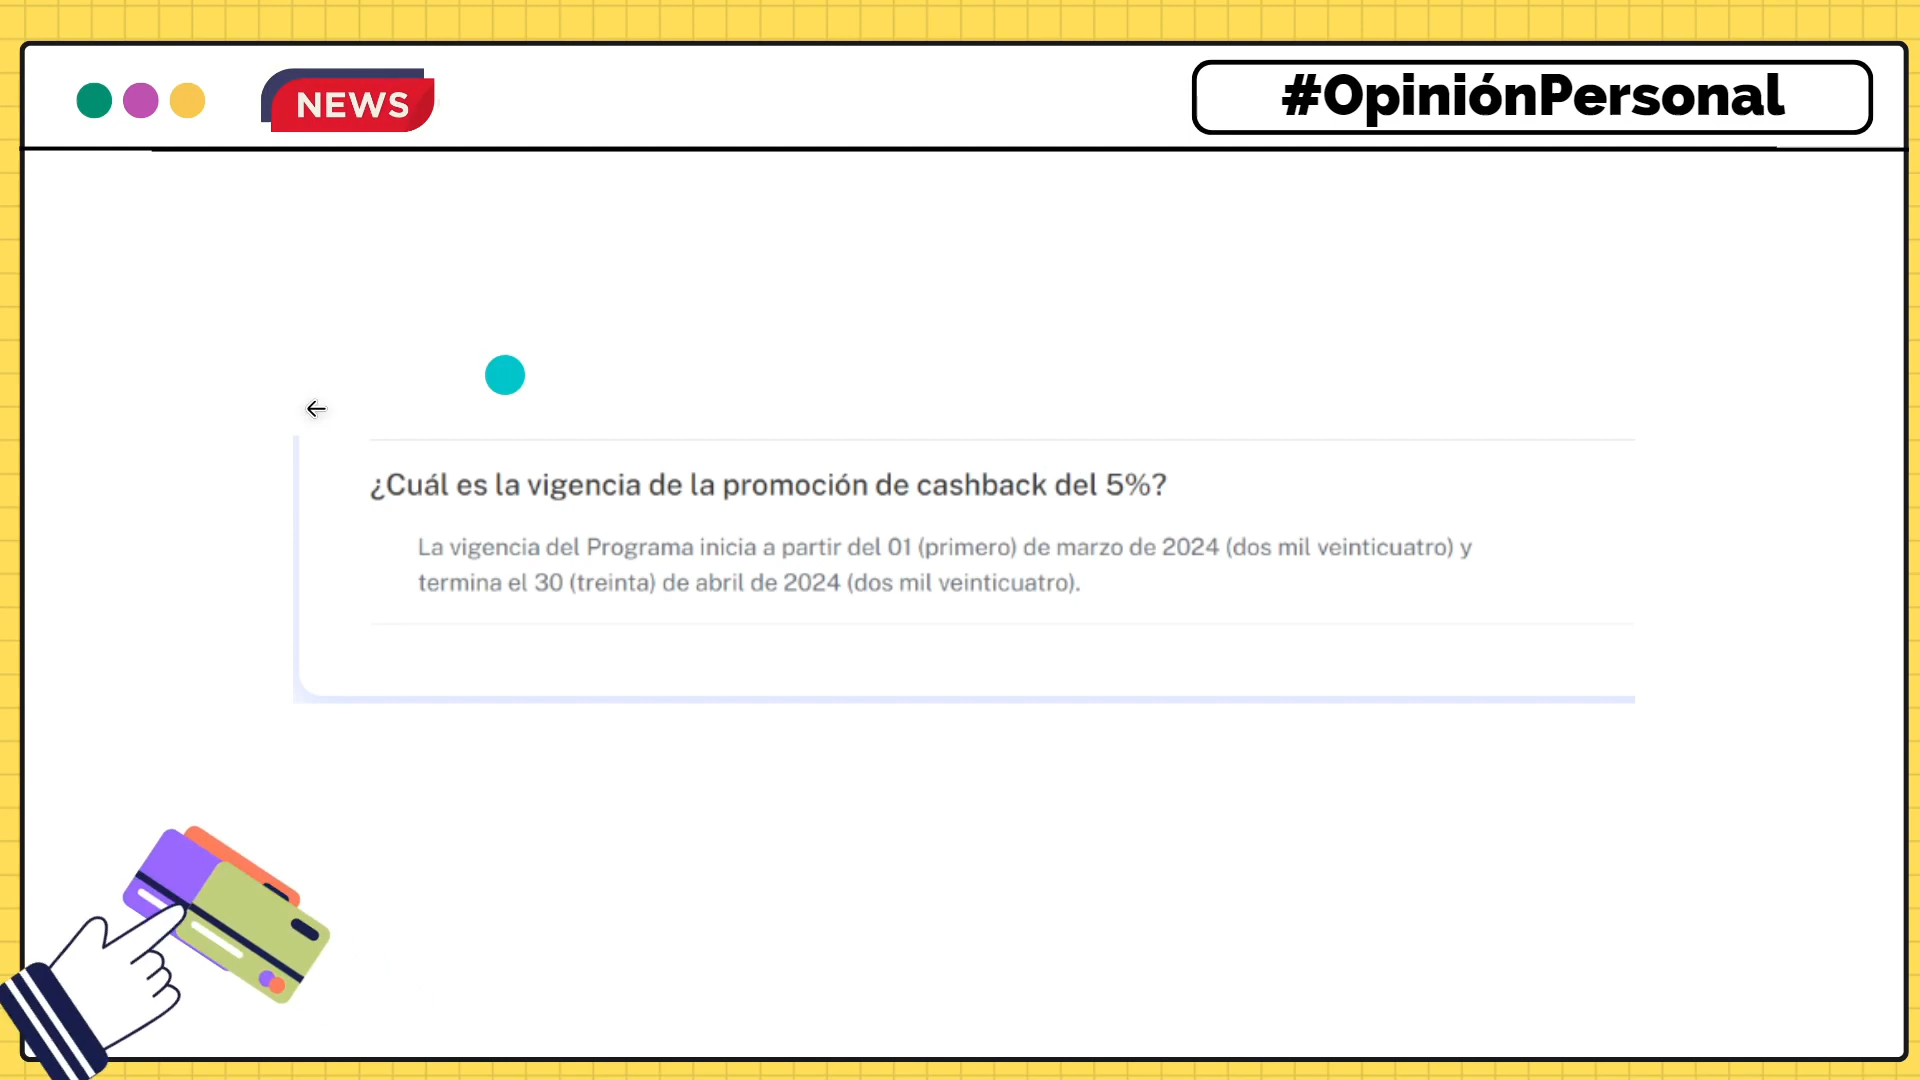 NEWS
#OpiniónPersonal
¿Cuál es la vigencia de la promoción de cashback del 5%?
La vigencia del Programa inicia a partir del 01 (primero) de marzo de 2024 (dos mil veinticuatro) y
termina el 30 (treinta) de abril de 2024 (dos mil veinticuatro).